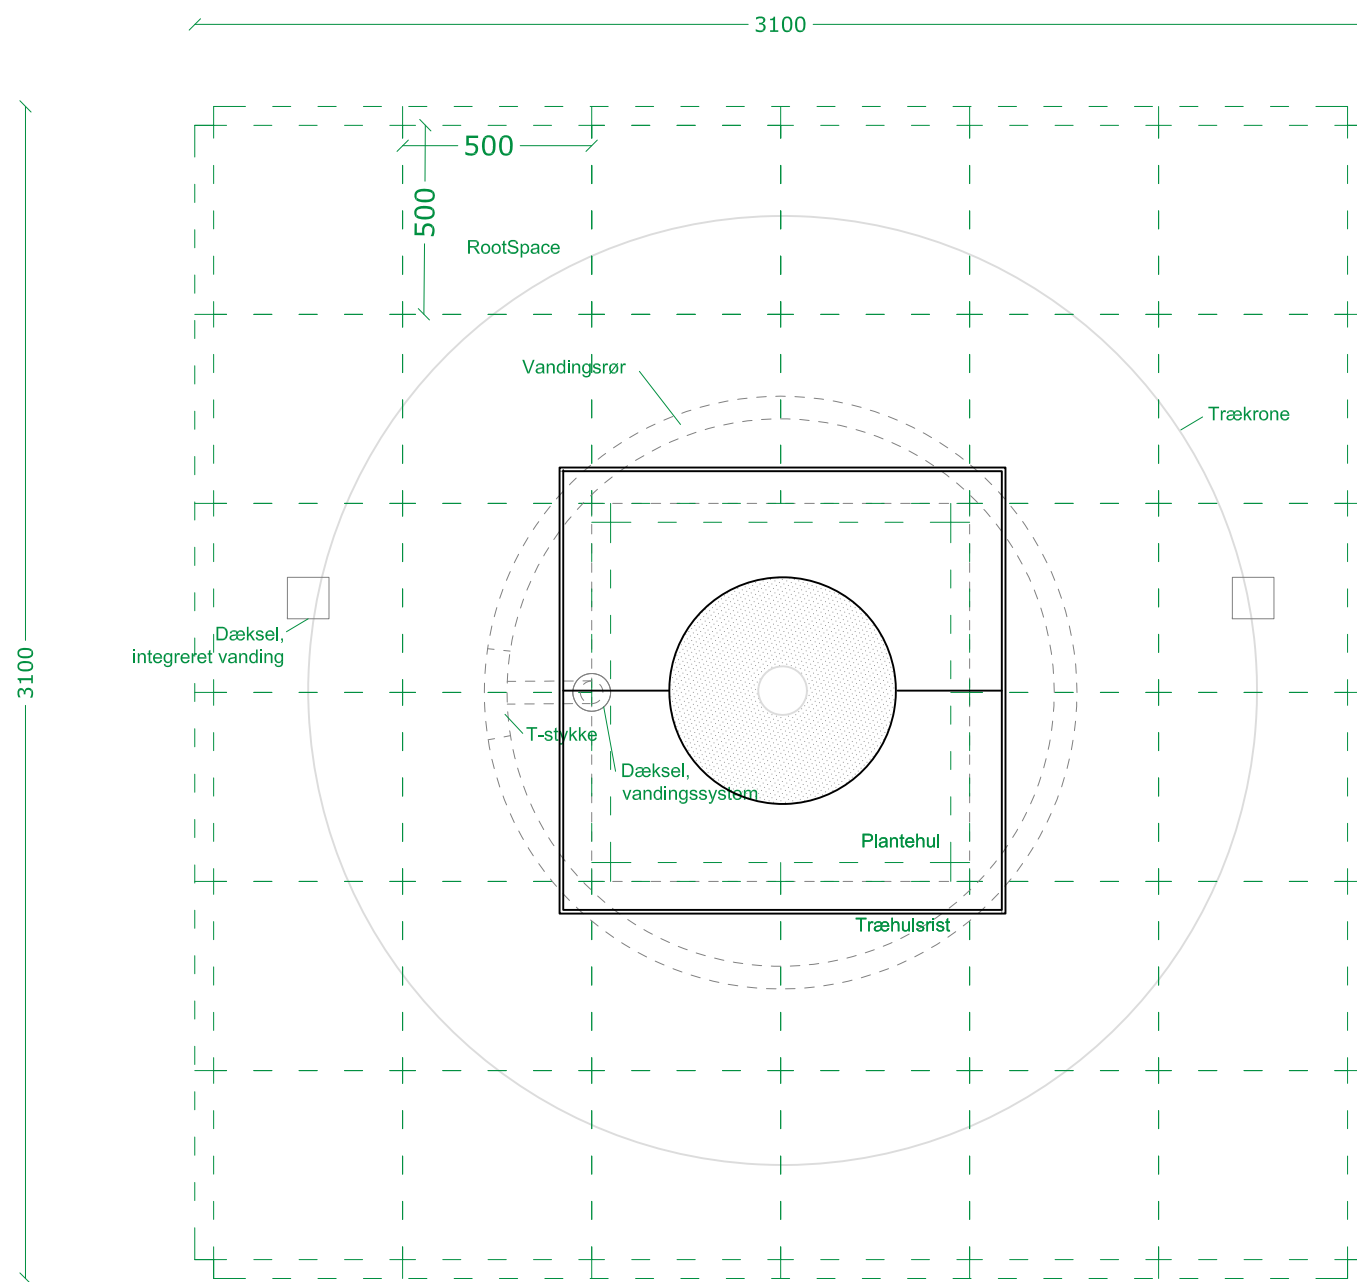 3100
500
500
RootSpace
Vandingsrør
Trækrone
Dæksel,
integreret vanding
3100
T-stykke
Dæksel,
vandingssystem
Plantehul
Træhulsrist